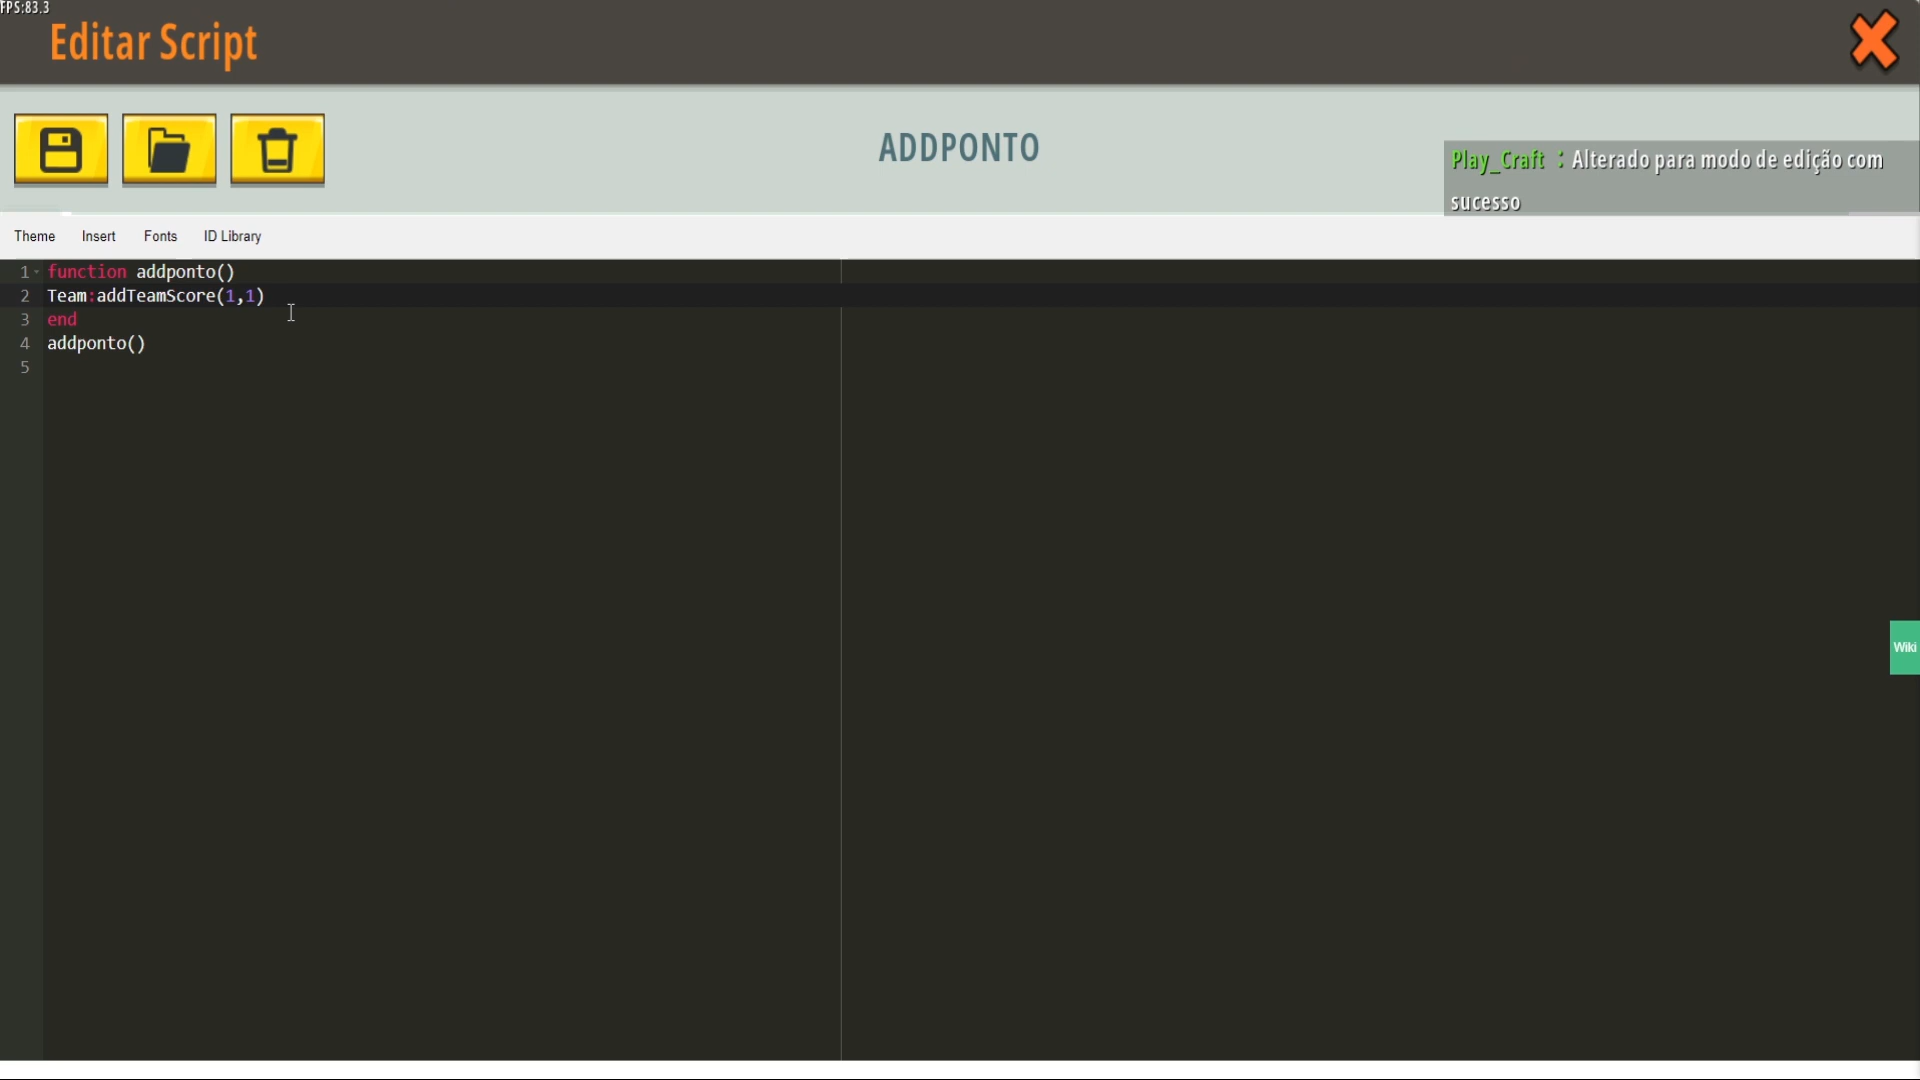 FPS:83.3
Editar Script
ADDPONTO
Play_Craft : Alterado para modo de edição com
sucesso
Theme Insert Fonts ID Library
1 function addponto()
2 Team:addTeamScore(1,1)
3 end
4 addponto()
5
Wiki